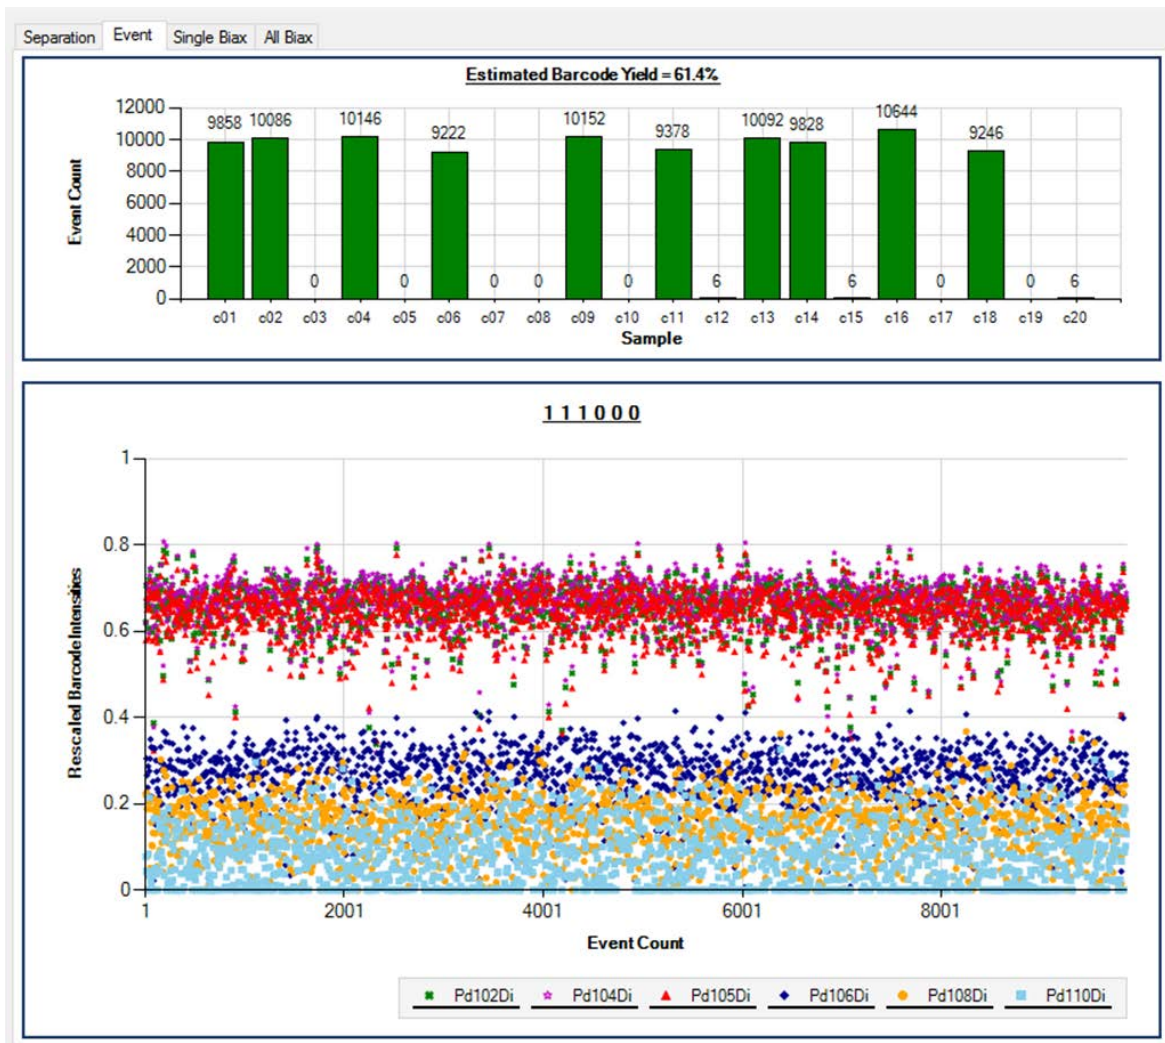 Separation Event Single Biax All Biax
Estimated Barcode Yield = 61.4%
12000
10000
8000
6000
4000
2000
0
Event Count
9858 10086 0 10146 0 9222 0 0 10152 0 9378 6 10092 9828 6 10644 0 9246 0 6
c01 c02 c03 c04 c05 c06 c07 c08 c09 c10 c11 c12 c13 c14 c15 c16 c17 c18 c19 c20
Sample
1 1 1 0 0 0
1
0.8
0.6
0.4
0.2
0
Rescaled Barcode Intensities
1 2001 4001 6001 8001
Event Count
Pd102Di Pd104Di Pd105Di Pd106Di Pd108Di Pd110Di